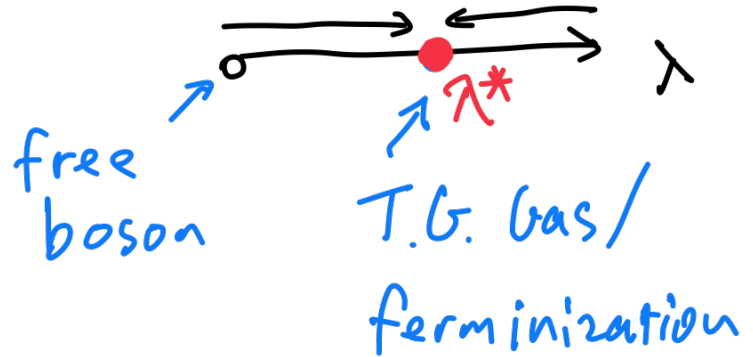 λ
λ*
free
boson
T.G. Gas/
ferminization